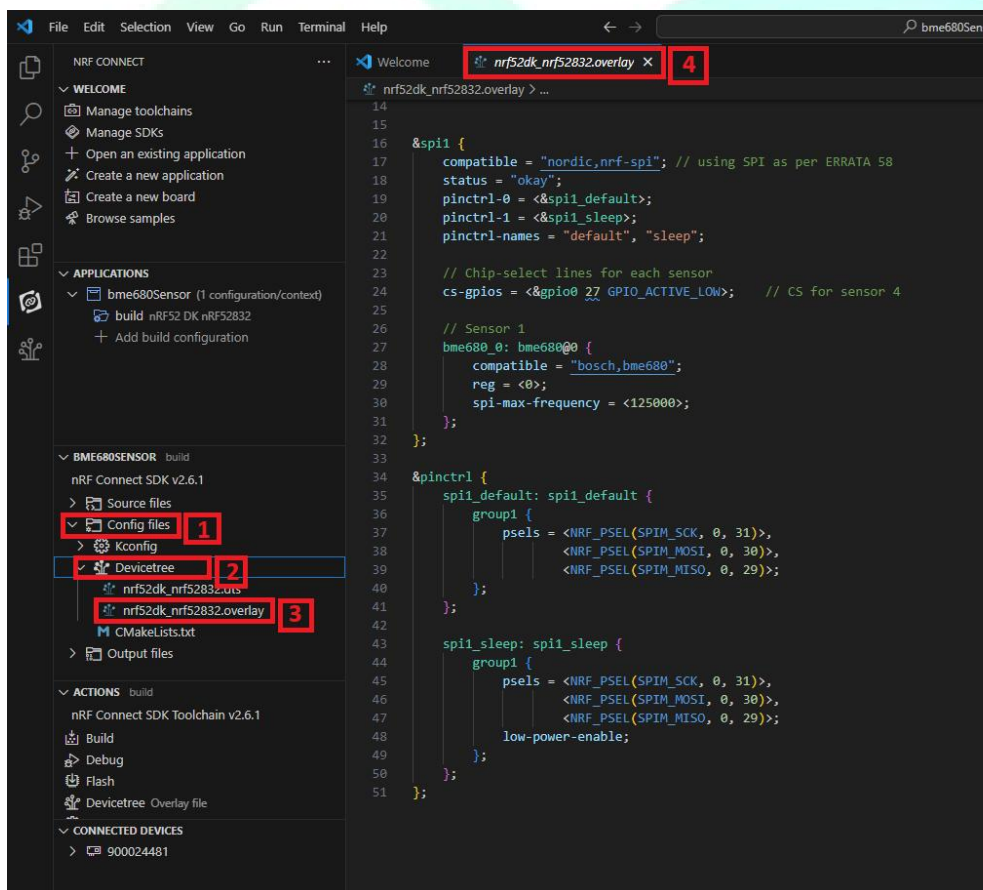 File Edit Selection View Go Run Terminal Help
bme680Sen
NRF CONNECT
WELCOME
Manage toolchains
Manage SDKs
Open an existing application
Create a new application
Create a new board
Browse samples
APPLICATIONS
bme680Sensor (1 configuration/context)
build nRF52 DK nRF52832
Add build configuration
BME680SENSOR build
nRF Connect SDK v2.6.1
Source files
Config files 1
Kconfig
Devicetree 2
nrf52dk_nrf52832.dts
nrf52dk_nrf52832.overlay 3
CMakeLists.txt
Output files
ACTIONS build
nRF Connect SDK Toolchain v2.6.1
Build
Debug
Flash
Devicetree Overlay file
CONNECTED DEVICES
900024481
Welcome nrf52dk_nrf52832.overlay 4
nrf52dk_nrf52832.overlay > ...
14
15
16 &spi1 {
17 compatible = "nordic,nrf-spi"; // using SPI as per ERRATA 58
18 status = "okay";
19 pinctrl-0 = <&spi1_default>;
20 pinctrl-1 = <&spi1_sleep>;
21 pinctrl-names = "default", "sleep";
22
23 // Chip-select lines for each sensor
24 cs-gpios = <&gpio0 27 GPIO_ACTIVE_LOW>; // CS for sensor 4
25
26 // Sensor 1
27 bme680_0: bme680@0 {
28 compatible = "bosch,bme680";
29 reg = <0>;
30 spi-max-frequency = <125000>;
31 };
32 };
33
34 &pinctrl {
35 spi1_default: spi1_default {
36 group1 {
37 psels = <NRF_PSEL(SPIM_SCK, 0, 31)>,
38 <NRF_PSEL(SPIM_MOSI, 0, 30)>,
39 <NRF_PSEL(SPIM_MISO, 0, 29)>;
40 };
41 };
42
43 spi1_sleep: spi1_sleep {
44 group1 {
45 psels = <NRF_PSEL(SPIM_SCK, 0, 31)>,
46 <NRF_PSEL(SPIM_MOSI, 0, 30)>,
47 <NRF_PSEL(SPIM_MISO, 0, 29)>;
48 low-power-enable;
49 };
50 };
51 };